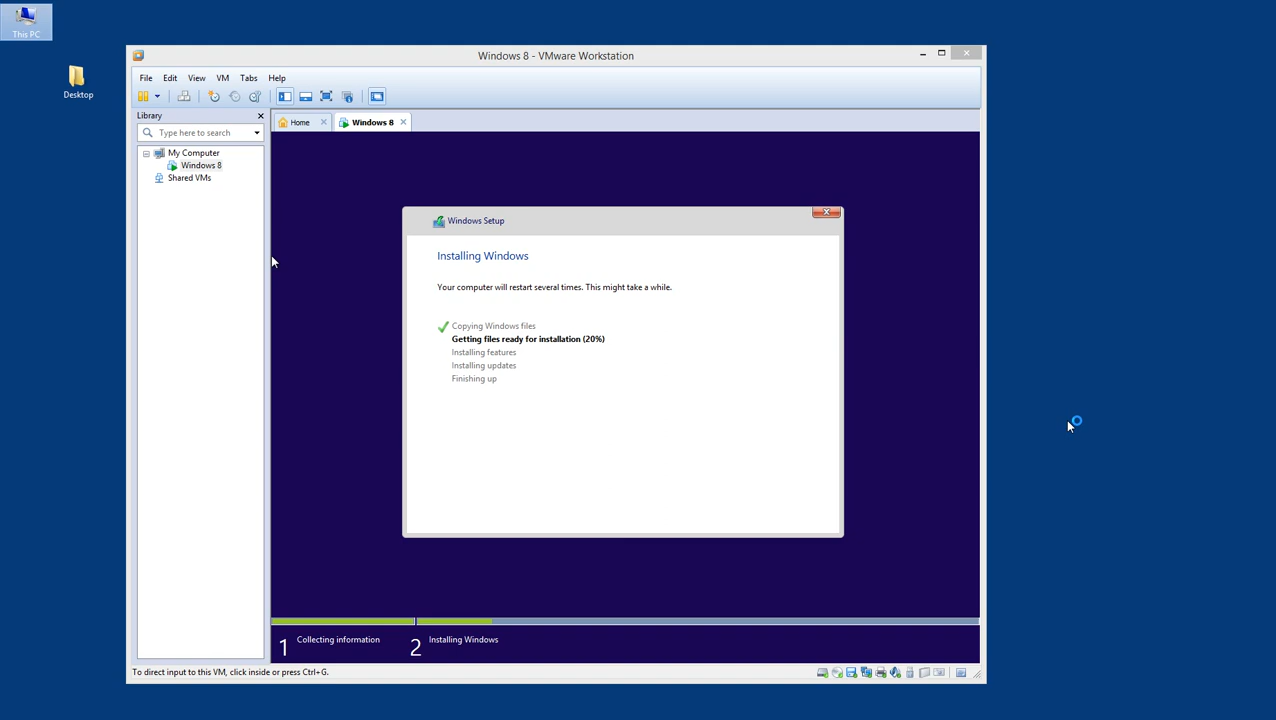 This PC
Desktop
Windows 8 - VMware Workstation
File Edit View VM Tabs Help
Library
Home
Windows 8
Type here to search
My Computer
Windows 8
Shared VMs
Windows Setup
Installing Windows
Your computer will restart several times. This might take a while.
Copying Windows files
Getting files ready for installation (20%)
Installing features
Installing updates
Finishing up
1 Collecting information
2 Installing Windows
To direct input to this VM, click inside or press Ctrl+G.